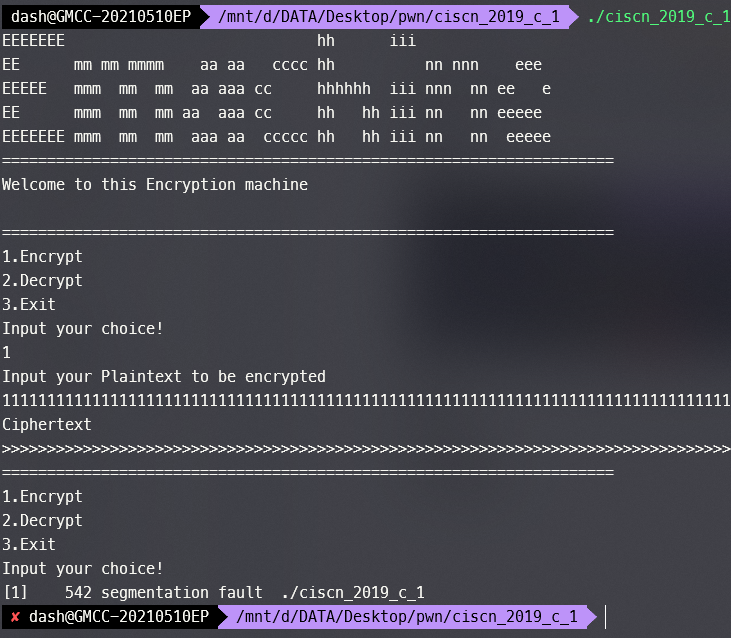 dash@GMCC-20210510EP /mnt/d/DATA/Desktop/pwn/ciscn_2019_c_1 ./ciscn_2019_c_1
EEEEEEE                            hh      iii
EE      mm mm mmmm    aa aa   cccc hh          nn nnn    eee
EEEEE   mmm  mm  mm  aa aaa cc     hhhhhh  iii nnn  nn ee   e
EE      mmm  mm  mm aa  aaa cc     hh   hh iii nn   nn eeeee
EEEEEEE mmm  mm  mm  aaa aa  ccccc hh   hh iii nn   nn  eeeee
====================================================================
Welcome to this Encryption machine
====================================================================
1.Encrypt
2.Decrypt
3.Exit
Input your choice!
1
Input your Plaintext to be encrypted
111111111111111111111111111111111111111111111111111111111111111111111111111111111
Ciphertext
>>>>>>>>>>>>>>>>>>>>>>>>>>>>>>>>>>>>>>>>>>>>>>>>>>>>>>>>>>>>>>>>>>>>>>>>>>>>>>>>>
====================================================================
1.Encrypt
2.Decrypt
3.Exit
Input your choice!
[1]    542 segmentation fault  ./ciscn_2019_c_1
✘ dash@GMCC-20210510EP /mnt/d/DATA/Desktop/pwn/ciscn_2019_c_1